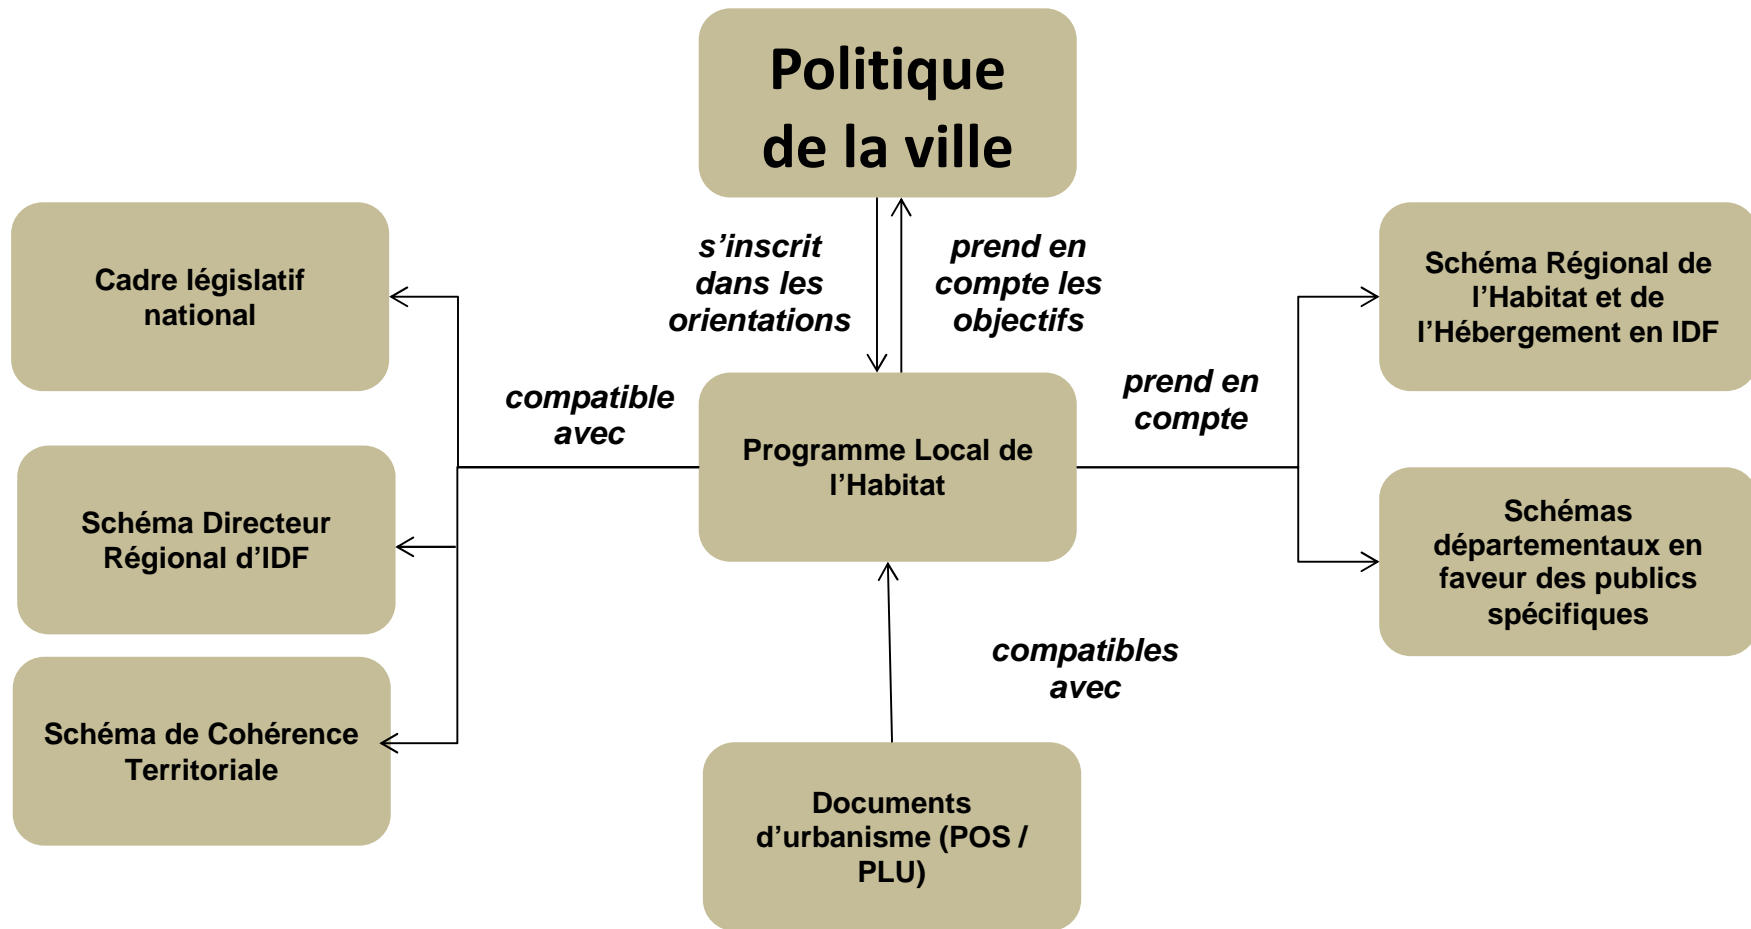 Politique
de la ville
Cadre législatif
national
s’inscrit
dans les
orientations
prend en
compte les
objectifs
Schéma Régional de
l’Habitat et de
l’Hébergement en IDF
compatible
avec
Programme Local de
l’Habitat
prend en
compte
Schéma Directeur
Régional d’IDF
Schémas
départementaux en
faveur des publics
spécifiques
Schéma de Cohérence
Territoriale
compatibles
avec
Documents
d’urbanisme (POS /
PLU)